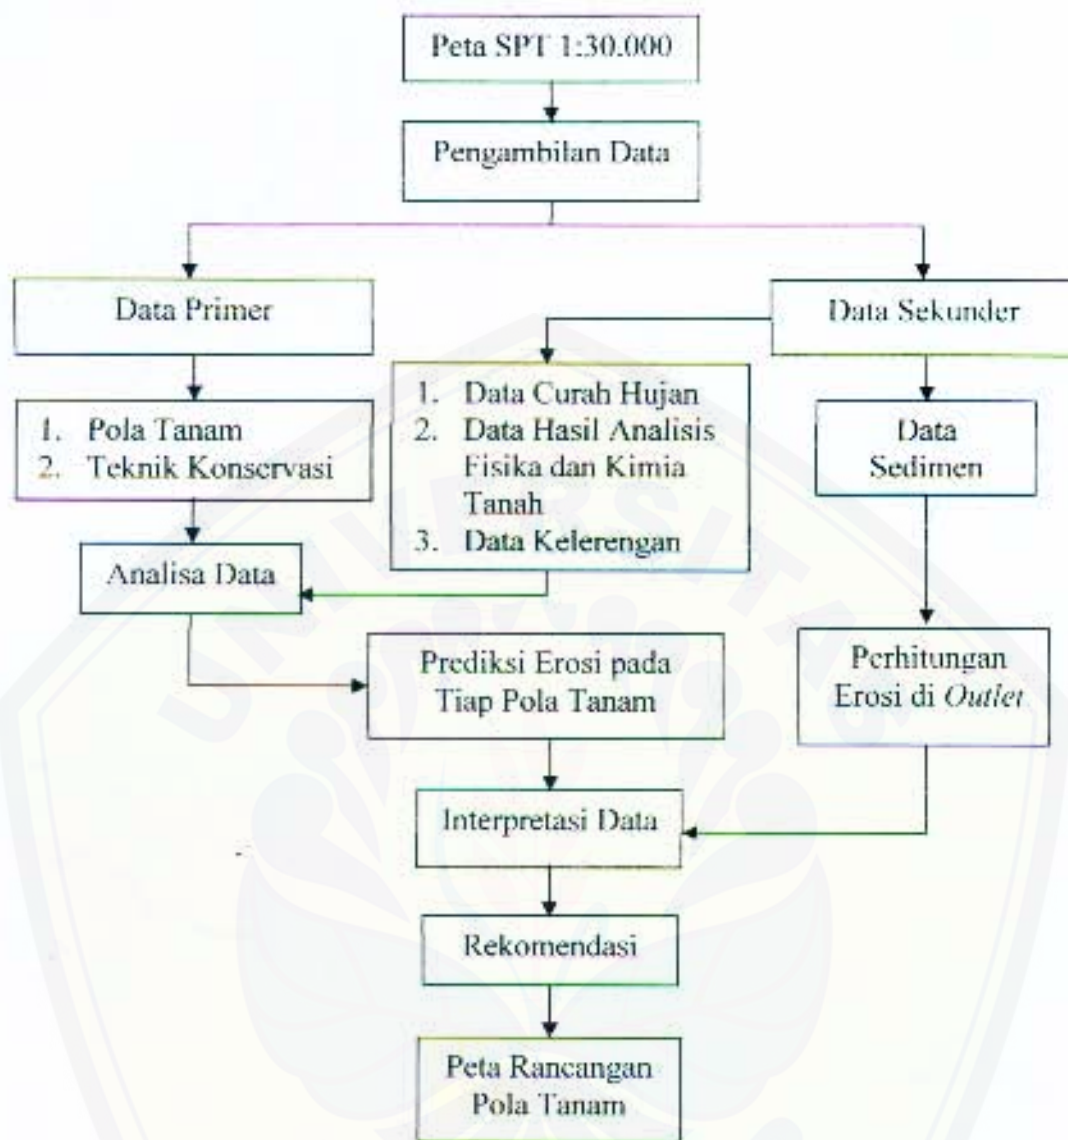 Peta SPT 1:30.000
Pengambilan Data
Data Primer
Data Sekunder
1. Pola Tanam
2. Teknik Konservasi
1. Data Curah Hujan
2. Data Hasil Analisis
Fisika dan Kimia
Tanah
3. Data Kelerengan
Data
Sedimen
Analisa Data
Prediksi Erosi pada
Tiap Pola Tanam
Perhitungan
Erosi di Outlet
Interpretasi Data
Rekomendasi
Peta Rancangan
Pola Tanam
UNIVERSITAS